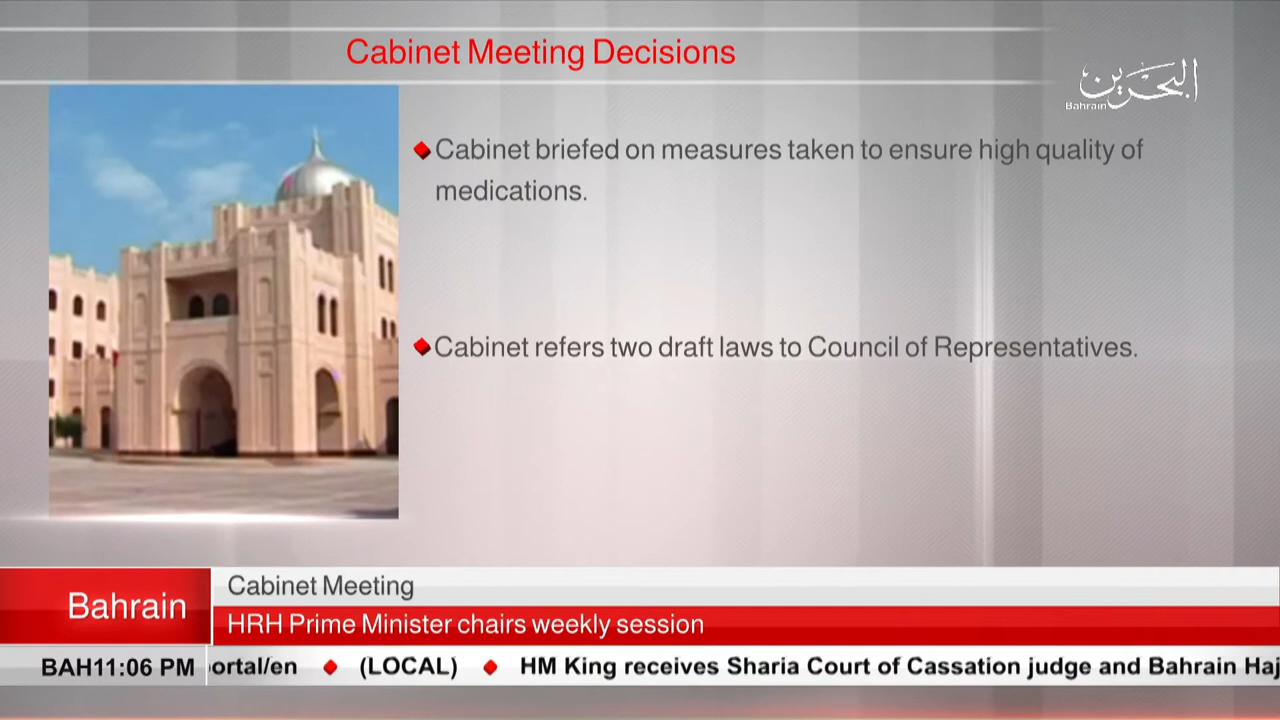 Cabinet Meeting Decisions
البحرين
Bahrain
Cabinet briefed on measures taken to ensure high quality of
medications.
Cabinet refers two draft laws to Council of Representatives.
Bahrain
Cabinet Meeting
HRH Prime Minister chairs weekly session
BAH11:06 PM ortal/en (LOCAL) HM King receives Sharia Court of Cassation judge and Bahrain Haj